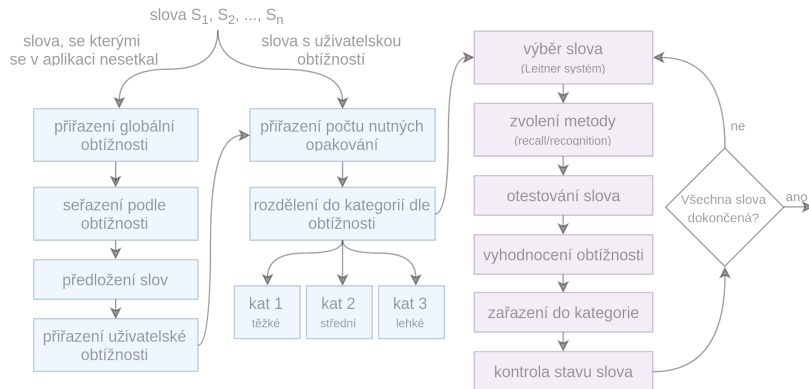 slova S1, S2, ..., Sn
slova, se kterými
se v aplikaci nesetkal
slova s uživatelskou
obtížností
přiřazení globální
obtížnosti
seřazení podle
obtížnosti
předložení slov
přiřazení uživatelské
obtížnosti
přiřazení počtu nutných
opakování
rozdělení do kategorií dle
obtížnosti
kat 1
těžké
kat 2
střední
kat 3
lehké
výběr slova
(Leitner systém)
zvolení metody
(recall/recognition)
otestování slova
vyhodnocení obtížnosti
zařazení do kategorie
kontrola stavu slova
ne
Všechna slova
dokončená?
ano